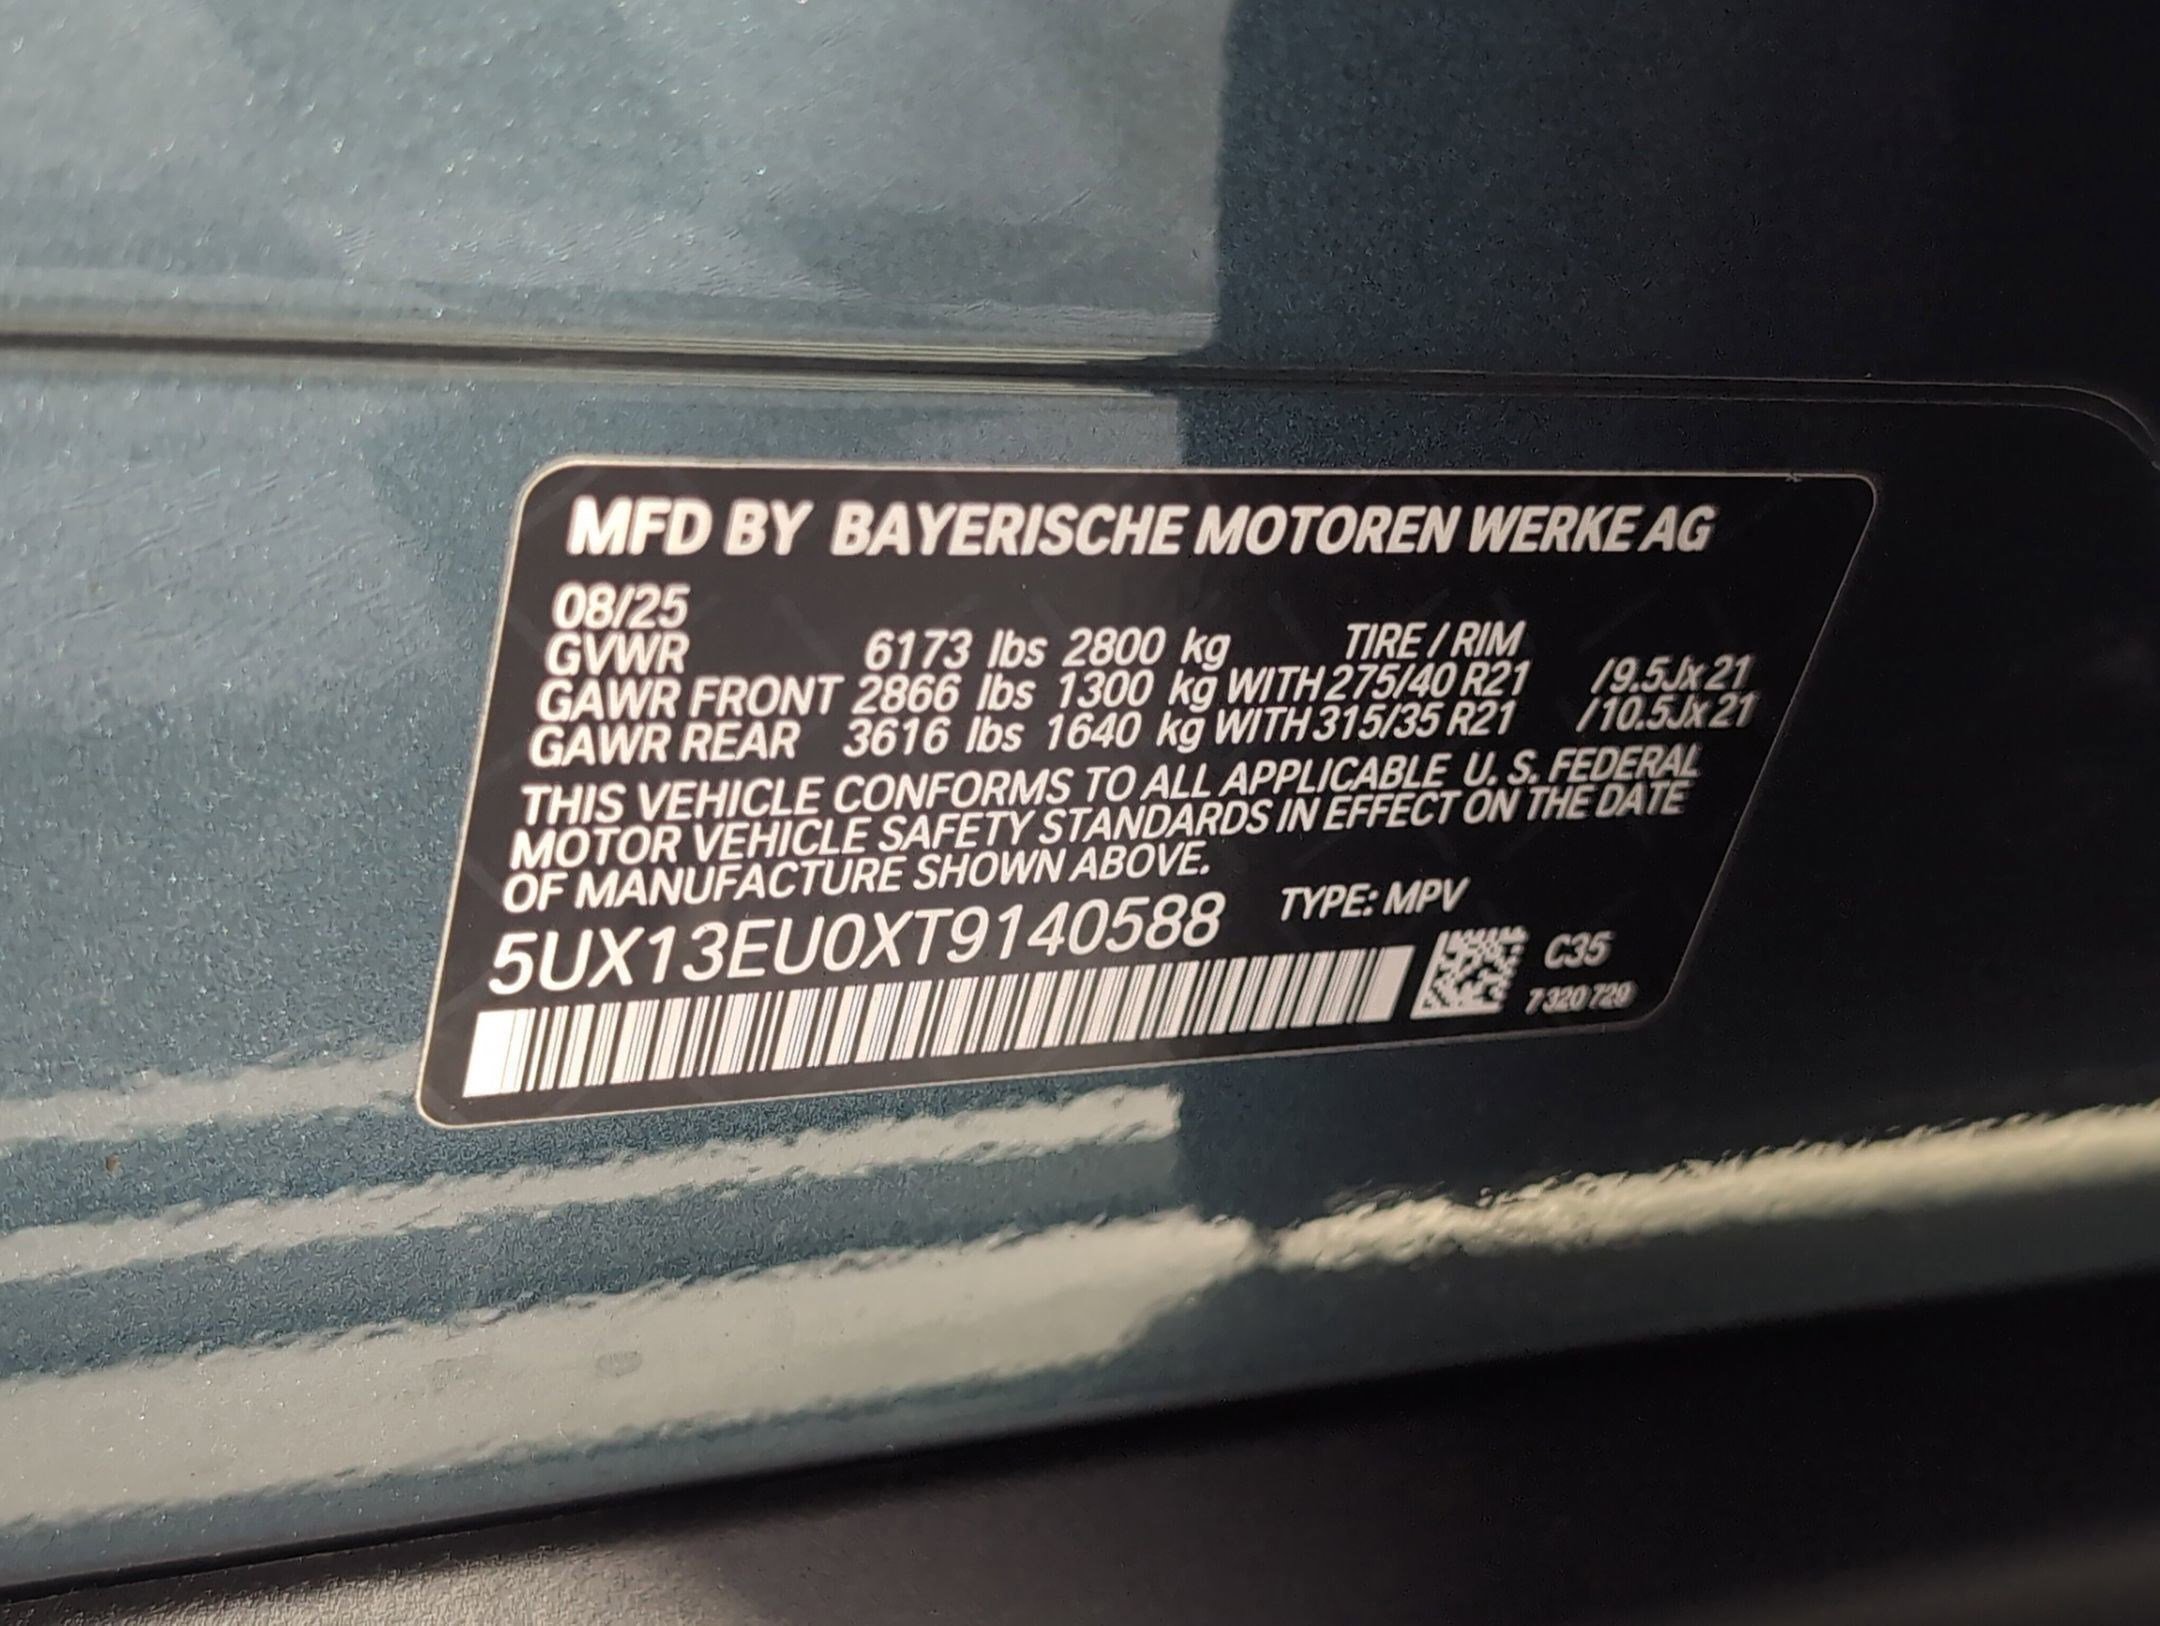 MFD BY BAYERISCHE MOTOREN WERKE AG
08/25
GVWR 6173 lbs 2800 kg TIRE / RIM
GAWR FRONT 2866 lbs 1300 kg WITH 275/40 R21 /9.5Jx21
GAWR REAR 3616 lbs 1640 kg WITH 315/35 R21 /10.5Jx21
THIS VEHICLE CONFORMS TO ALL APPLICABLE U. S. FEDERAL
MOTOR VEHICLE SAFETY STANDARDS IN EFFECT ON THE DATE
OF MANUFACTURE SHOWN ABOVE.
5UX13EU0XT9140588 TYPE: MPV
C35
7 320 729